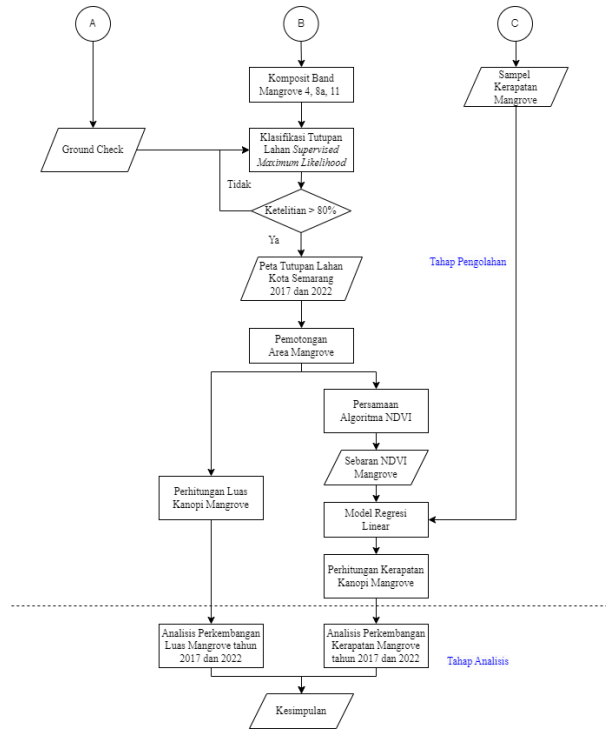 A
B
C
Komposit Band
Mangrove 4, 8a, 11
Sampel
Kerapatan
Mangrove
Ground Check
Klasifikasi Tutupan
Lahan Supervised
Maximum Likelihood
Tidak
Ketelitian > 80%
Ya
Peta Tutupan Lahan
Kota Semarang
2017 dan 2022
Tahap Pengolahan
Pemotongan
Area Mangrove
Persamaan
Algoritma NDVI
Sebaran NDVI
Mangrove
Perhitungan Luas
Kanopi Mangrove
Model Regresi
Linear
Perhitungan Kerapatan
Kanopi Mangrove
Analisis Perkembangan
Luas Mangrove tahun
2017 dan 2022
Analisis Perkembangan
Kerapatan Mangrove
tahun 2017 dan 2022
Tahap Analisis
Kesimpulan